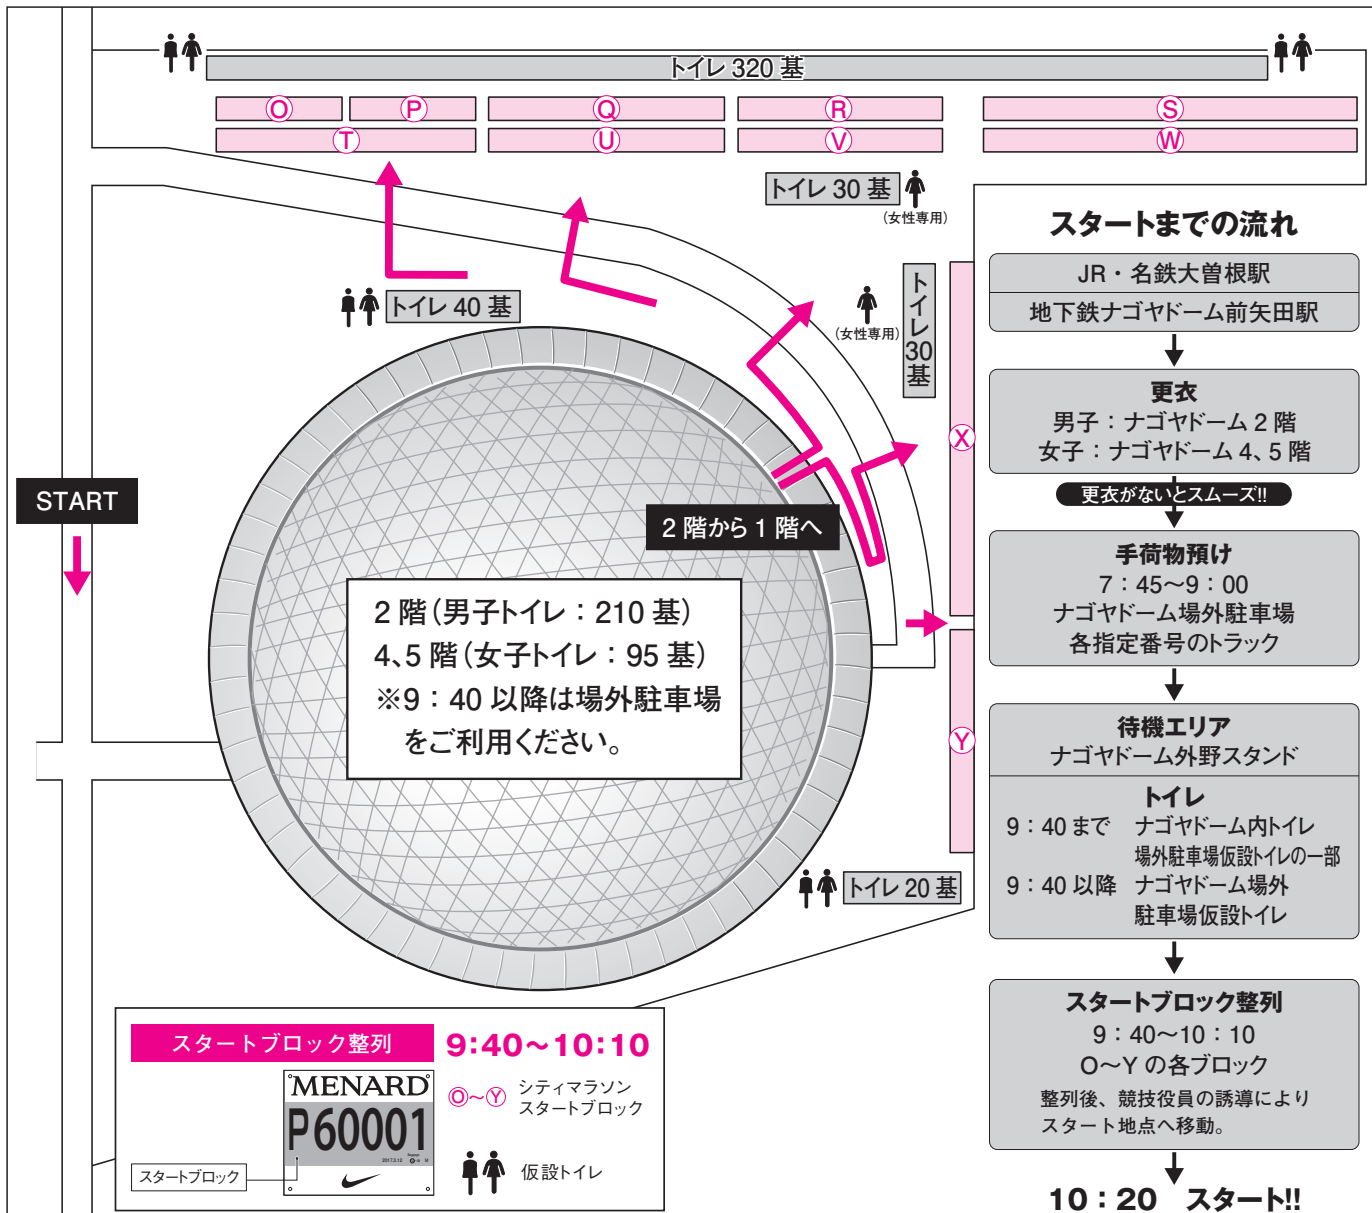 トイレ 320 基
O
P
Q
R
S
T
U
V
W
トイレ 30 基
(女性専用)
トイレ 40 基
(女性専用)
トイレ30基
X
Y
START
2 階から 1 階へ
2 階(男子トイレ：210 基)
4、5 階(女子トイレ：95 基)
※9：40 以降は場外駐車場
をご利用ください。
トイレ 20 基
スタートまでの流れ
JR・名鉄大曽根駅
地下鉄ナゴヤドーム前矢田駅
更衣
男子：ナゴヤドーム 2 階
女子：ナゴヤドーム 4、5 階
更衣がないとスムーズ!!
手荷物預け
7：45～9：00
ナゴヤドーム場外駐車場
各指定番号のトラック
待機エリア
ナゴヤドーム外野スタンド
トイレ
9：40 まで ナゴヤドーム内トイレ
場外駐車場仮設トイレの一部
9：40 以降 ナゴヤドーム場外
駐車場仮設トイレ
スタートブロック整列
9：40～10：10
O～Y の各ブロック
整列後、競技役員の誘導により
スタート地点へ移動。
10：20 スタート!!
スタートブロック整列 9:40～10:10
MENARD
P60001
2017.3.12
スタートブロック
O～Y シティマラソン
スタートブロック
仮設トイレ